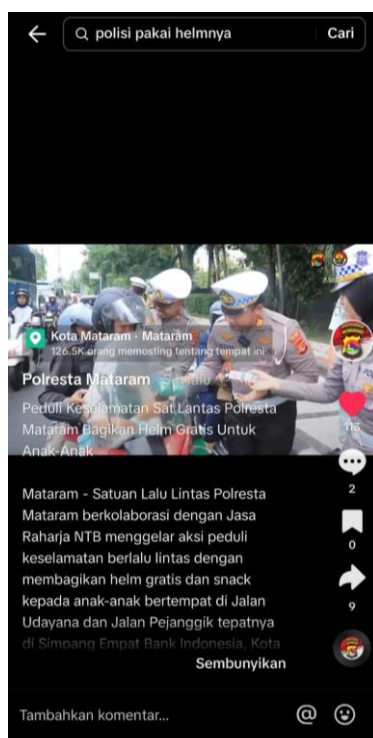 polisi pakai helmnya
Cari
Kota Mataram · Mataram
126.5K orang memposting tentang tempat ini
Polresta Mataram
Peduli Keselamatan Sat Lantas Polresta
Mataram Bagikan Helm Gratis Untuk
Anak-Anak
113
Mataram - Satuan Lalu Lintas Polresta
Mataram berkolaborasi dengan Jasa
Raharja NTB menggelar aksi peduli
keselamatan berlalu lintas dengan
membagikan helm gratis dan snack
kepada anak-anak bertempat di Jalan
Udayana dan Jalan Pejanggik tepatnya
di Simpang Empat Bank Indonesia, Kota
2
0
9
Sembunyikan
Tambahkan komentar...
@